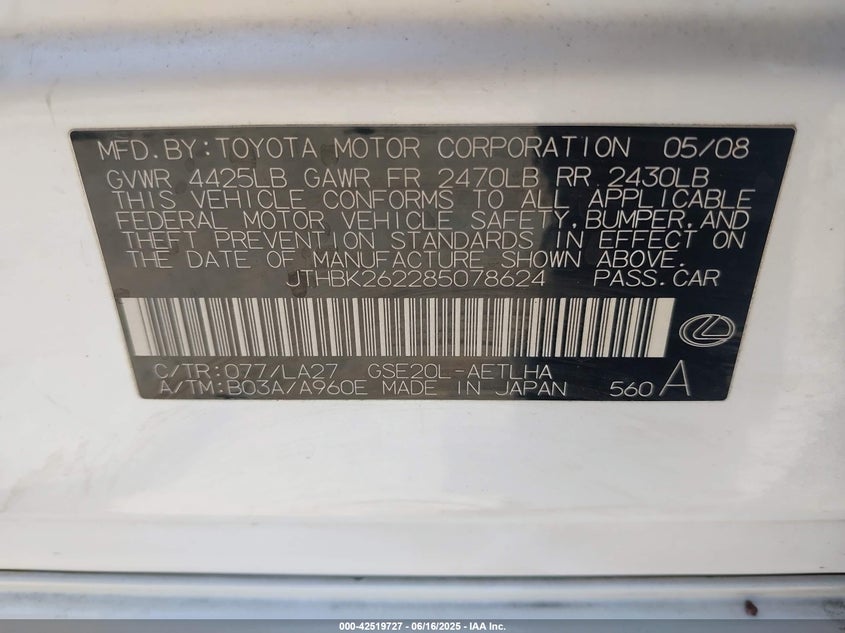 MFD. BY: TOYOTA MOTOR CORPORATION 05/08
GVWR 4425LB GAWR FR 2470LB RR 2430LB
THIS VEHICLE CONFORMS TO ALL APPLICABLE
FEDERAL MOTOR VEHICLE SAFETY, BUMPER, AND
THEFT PREVENTION STANDARDS IN EFFECT ON
THE DATE OF MANUFACTURE SHOWN ABOVE.
JTHBK262285078624 PASS. CAR
C/TR: 077/LA27 GSE20L-AETLHA
A/TM: B03A/A960E MADE IN JAPAN 560 A
000-42519727 - 06/16/2025 - IAA Inc.